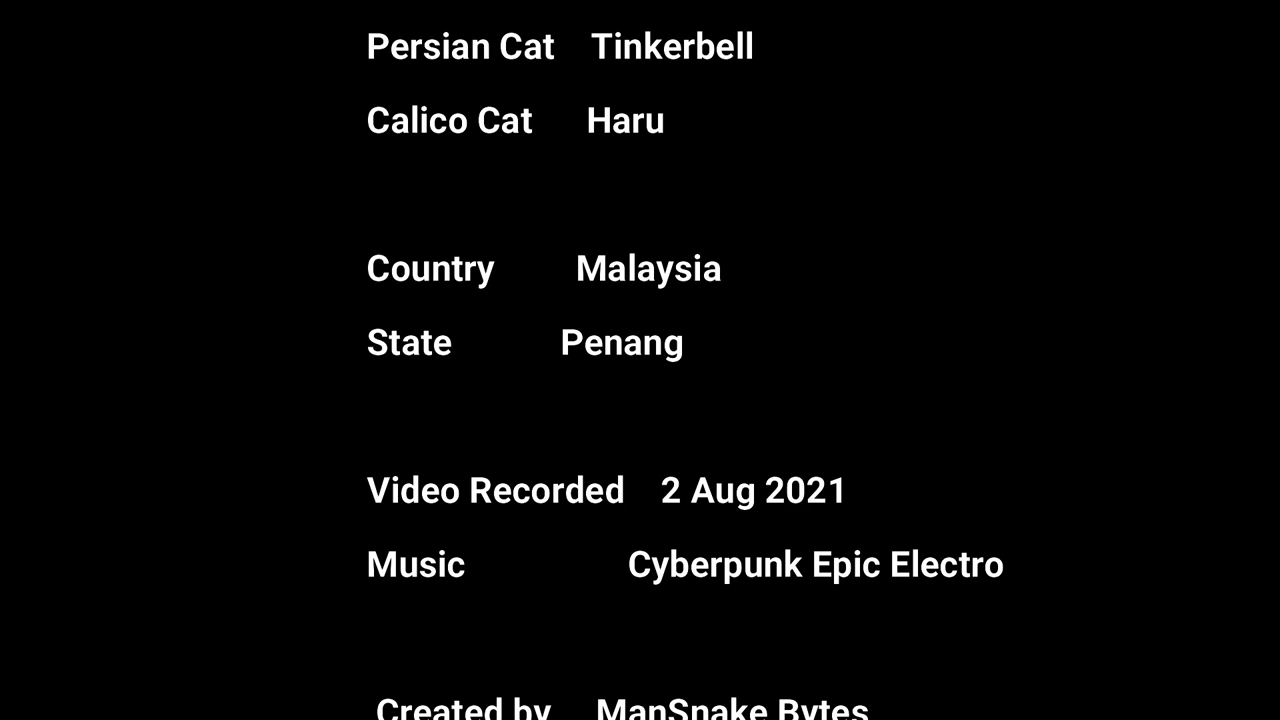 Persian Cat Tinkerbell
Calico Cat Haru
Country Malaysia
State Penang
Video Recorded 2 Aug 2021
Music Cyberpunk Epic Electro
Created by ManSnake Bytes